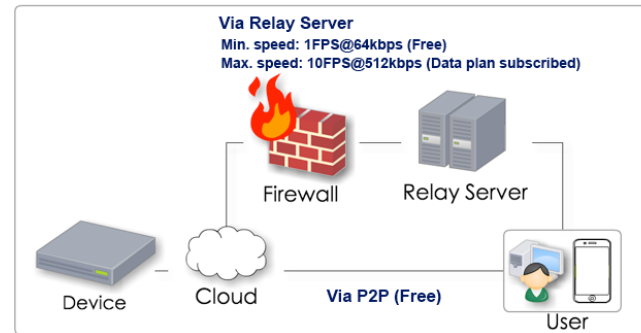 Via Relay Server
Min. speed: 1FPS@64kbps (Free)
Max. speed: 10FPS@512kbps (Data plan subscribed)
Firewall
Relay Server
Device
Cloud
Via P2P (Free)
User